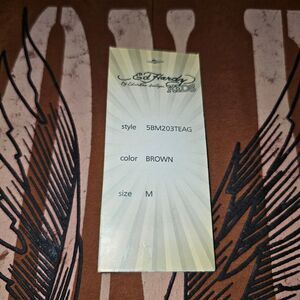 Ed Hardy
by Christian Audigier
KIDS
style 5BM203TEAG
color BROWN
size M